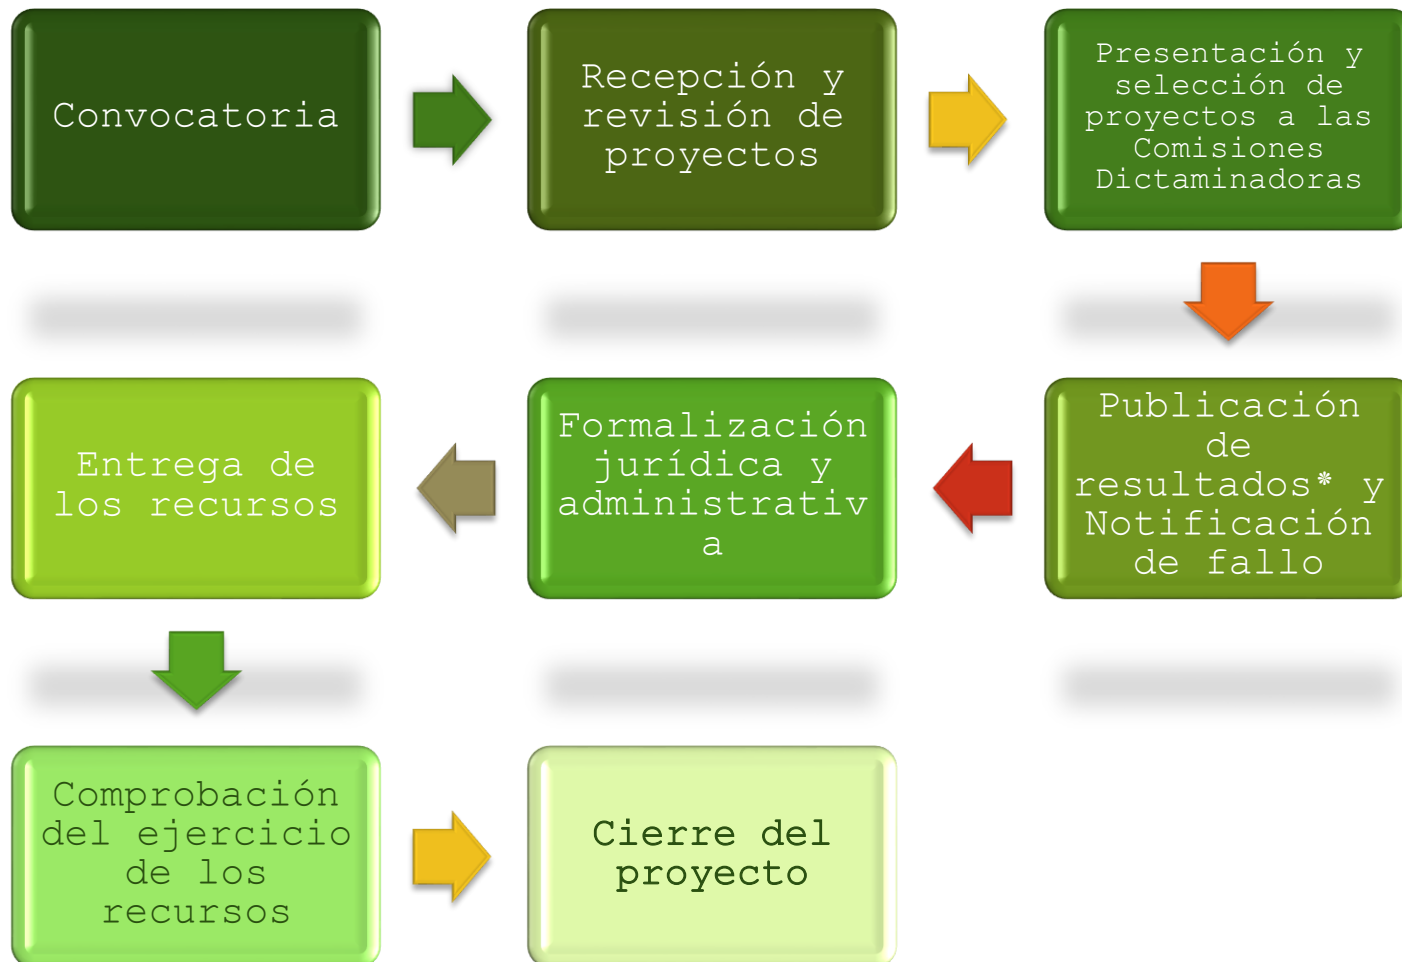 Convocatoria
Recepción y
revisión de
proyectos
Presentación y
selección de
proyectos a las
Comisiones
Dictaminadoras
Publicación
de
resultados* y
Notificación
de fallo
Formalización
jurídica y
administrativ
a
Entrega de
los recursos
Comprobación
del ejercicio
de los
recursos
Cierre del
proyecto